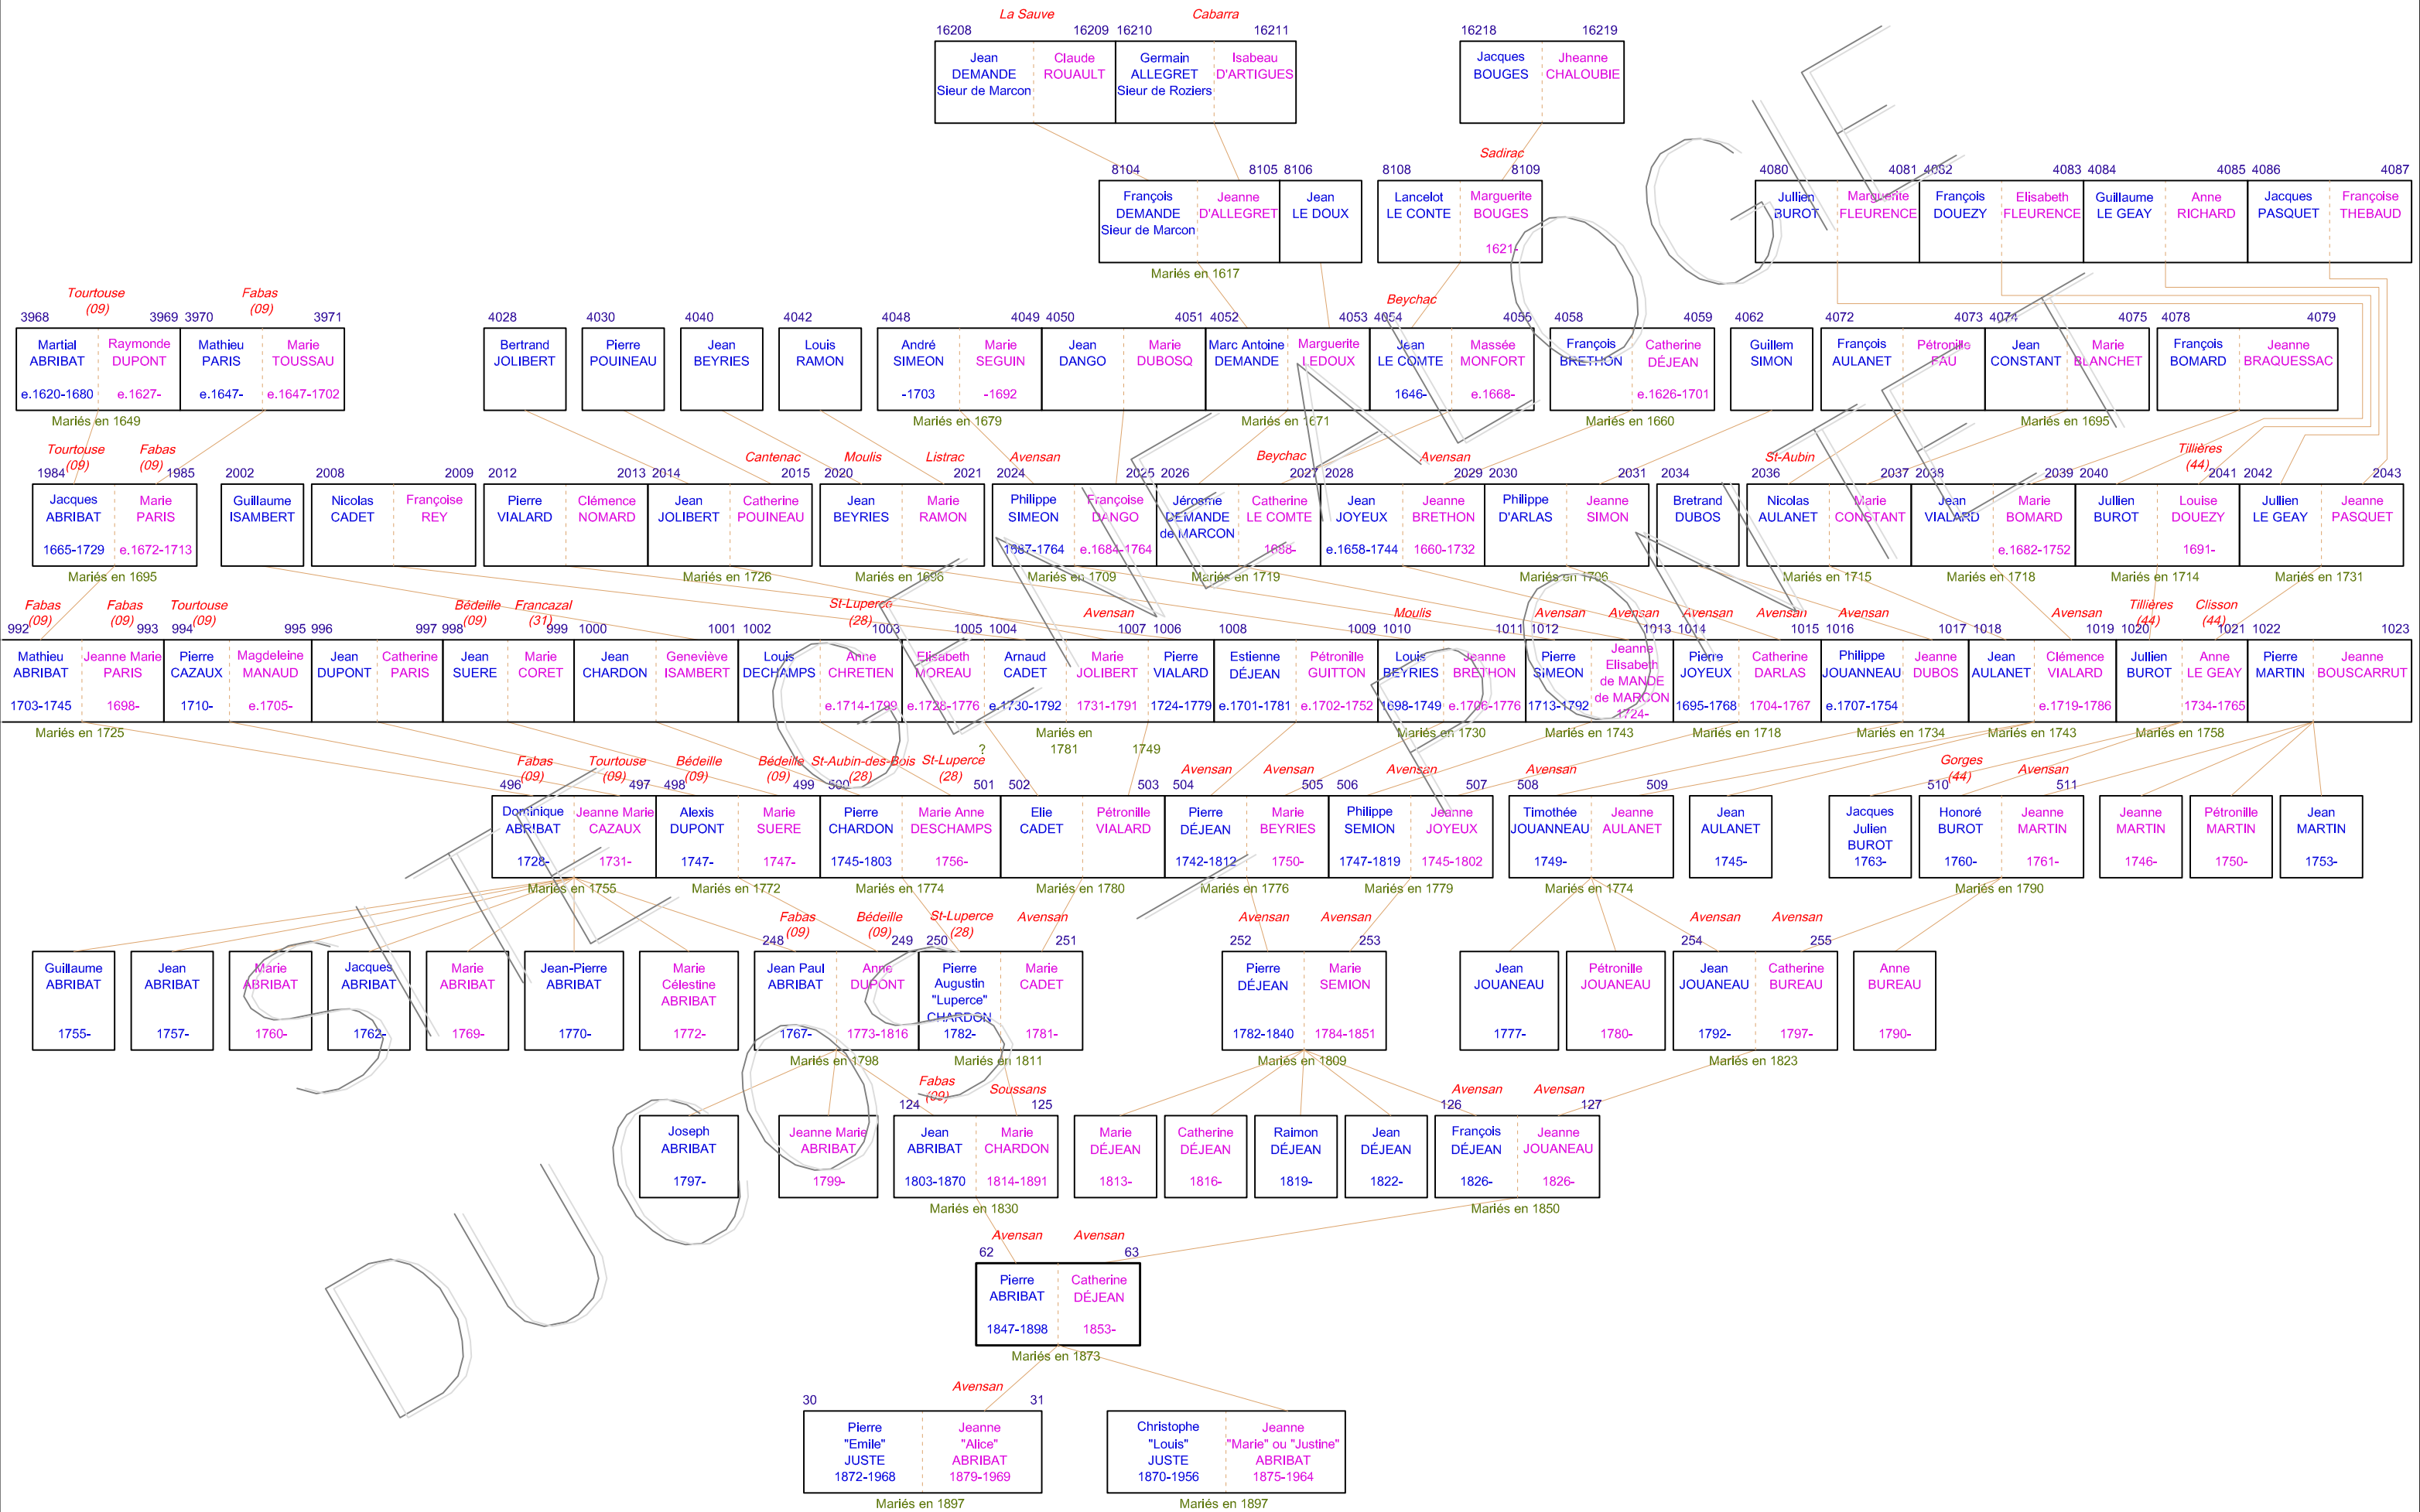 La Sauve Cabarra
16208 16209 16210 16211 16218 16219
Jean Claude Germain Isabeau Jacques Jheanne
DEMANDE ROUAULT ALLEGRET D'ARTIGUES BOUGES CHALOUBIE
Sieur de Marcon Sieur de Roziers
Sadirac
8104 8105 8106 8108 8109 4080 4081 4082 4083 4084 4085 4086 4087
François Jeanne Jean Lancelot Marguerite Jullien Marguerite François Elisabeth Guillaume Anne Jacques Françoise
DEMANDE D'ALLEGRET LE DOUX LE CONTE BOUGES BUROT FLEURENCE DOUEZY FLEURENCE LE GEAY RICHARD PASQUET THEBAUD
Sieur de Marcon
1621-
Mariés en 1617
Tourtouse (09) Fabas (09) Beychac
3968 3969 3970 3971 4028 4030 4040 4042 4048 4049 4050 4051 4052 4053 4054 4055 4058 4059 4062 4072 4073 4074 4075 4078 4079
Martial Raymonde Mathieu Marie Bertrand Pierre Jean Louis André Marie Jean Marie Marc Antoine Marguerite Jean Massée François Catherine Guillem François Pétronille Jean Marie François Jeanne
ABRIBAT DUPONT PARIS TOUSSAU JOLIBERT POUINEAU BEYRIES RAMON SIMEON SEGUIN DANGO DUBOSQ DEMANDE LEDOUX LE COMTE MONFORT BRETHON DÉJEAN SIMON AULANET FAU CONSTANT BLANCHET BOMARD BRAQUESSAC
e.1620-1680 e.1627- e.1647- e.1647-1702 -1703 -1692 1646- e.1668- e.1626-1701
Mariés en 1649 Mariés en 1679 Mariés en 1671 Mariés en 1660 Mariés en 1695
Tourtouse (09) Fabas (09) Cantenac Moulis Listrac Avensan Beychac Avensan St-Aubin Tillières (44)
1984 1985 2002 2008 2009 2012 2013 2014 2015 2020 2021 2024 2025 2026 2027 2028 2029 2030 2031 2034 2036 2037 2038 2039 2040 2041 2042 2043
Jacques Marie Guillaume Nicolas Françoise Pierre Clémence Jean Catherine Jean Marie Philippe Françoise Jérosme Catherine Jean Jeanne Philippe Jeanne Bretrand Nicolas Marie Jean Marie Jullien Louise Jullien Jeanne
ABRIBAT PARIS ISAMBERT CADET REY VIALARD NOMARD JOLIBERT POUINEAU BEYRIES RAMON SIMEON DANGO DEMANDE LE COMTE JOYEUX BRETHON D'ARLAS SIMON DUBOS AULANET CONSTANT VIALARD BOMARD BUROT DOUEZY LE GEAY PASQUET
de MARCON
1665-1729 e.1672-1713 1687-1764 e.1684-1764 1688- e.1658-1744 1660-1732 e.1682-1752 1691-
Mariés en 1695 Mariés en 1726 Mariés en 1698 Mariés en 1709 Mariés en 1719 Mariés en 1706 Mariés en 1715 Mariés en 1718 Mariés en 1714 Mariés en 1731
Fabas (09) Fabas (09) Tourtouse (09) Bédeille (09) Francazal (31) St-Luperce (28) Avensan Moulis Avensan Avensan Avensan Avensan Avensan Avensan Tillières (44) Clisson (44)
992 993 994 995 996 997 998 999 1000 1001 1002 1003 1005 1004 1007 1006 1008 1009 1010 1011 1012 1013 1014 1015 1016 1017 1018 1019 1020 1021 1022 1023
Mathieu Jeanne Marie Pierre Magdeleine Jean Catherine Jean Marie Jean Geneviève Louis Anne Elisabeth Arnaud Marie Pierre Estienne Pétronille Louis Jeanne Pierre Jeanne Pierre Catherine Philippe Jeanne Jean Clémence Jullien Anne Pierre Jeanne
ABRIBAT PARIS CAZAUX MANAUD DUPONT PARIS SUERE CORET CHARDON ISAMBERT DECHAMPS CHRETIEN MOREAU CADET JOLIBERT VIALARD DÉJEAN GUITTON BEYRIES BRETHON SIMEON Elisabeth JOYEUX DARLAS JOUANNEAU DUBOS AULANET VIALARD BUROT LE GEAY MARTIN BOUSCARRUT
de MANDE
de MARCON
1703-1745 1698- 1710- e.1705- e.1714-1799 e.1728-1776 e.1730-1792 1731-1791 1724-1779 e.1701-1781 e.1702-1752 1698-1749 e.1706-1776 1713-1792 1724- 1695-1768 1704-1767 e.1707-1754 e.1719-1786 1734-1765
Mariés en 1725 Mariés en Mariés en 1730 Mariés en 1743 Mariés en 1718 Mariés en 1734 Mariés en 1743 Mariés en 1758
? 1781 1749
Fabas (09) Tourtouse (09) Bédeille (09) Bédeille (09) St-Aubin-des-Bois (28) St-Luperce (28) Avensan Avensan Avensan Avensan Gorges (44) Avensan
496 497 498 499 500 501 502 503 504 505 506 507 508 509 510 511
Dominique Jeanne Marie Alexis Marie Pierre Marie Anne Elie Pétronille Pierre Marie Philippe Jeanne Timothée Jeanne Jean Jacques Honoré Jeanne Jeanne Pétronille Jean
ABRIBAT CAZAUX DUPONT SUERE CHARDON DESCHAMPS CADET VIALARD DÉJEAN BEYRIES SEMION JOYEUX JOUANNEAU AULANET AULANET Julien BUROT MARTIN MARTIN MARTIN MARTIN
BUROT
1728- 1731- 1747- 1747- 1745-1803 1756- 1742-1812 1750- 1747-1819 1745-1802 1749- 1745- 1763- 1760- 1761- 1746- 1750- 1753-
Mariés en 1755 Mariés en 1772 Mariés en 1774 Mariés en 1780 Mariés en 1776 Mariés en 1779 Mariés en 1774 Mariés en 1790
Fabas (09) Bédeille (09) St-Luperce (28) Avensan Avensan Avensan Avensan Avensan
248 249 250 251 252 253 254 255
Guillaume Jean Marie Jacques Marie Jean-Pierre Marie Jean Paul Anne Pierre Marie Pierre Marie Jean Pétronille Jean Catherine Anne
ABRIBAT ABRIBAT ABRIBAT ABRIBAT ABRIBAT ABRIBAT Célestine ABRIBAT DUPONT Augustin CADET DÉJEAN SEMION JOUANEAU JOUANEAU JOUANEAU BUREAU BUREAU
ABRIBAT "Luperce"
CHARDON
1755- 1757- 1760- 1762- 1769- 1770- 1772- 1767- 1773-1816 1782- 1781- 1782-1840 1784-1851 1777- 1780- 1792- 1797- 1790-
Mariés en 1798 Mariés en 1811 Mariés en 1809 Mariés en 1823
Fabas (09) Soussans Avensan Avensan
124 125 126 127
Joseph Jeanne Marie Jean Marie Marie Catherine Raimon Jean François Jeanne
ABRIBAT ABRIBAT ABRIBAT CHARDON DÉJEAN DÉJEAN DÉJEAN DÉJEAN DÉJEAN JOUANEAU
1797- 1799- 1803-1870 1814-1891 1813- 1816- 1819- 1822- 1826- 1826-
Mariés en 1830 Mariés en 1850
Avensan Avensan
62 63
Pierre Catherine
ABRIBAT DÉJEAN
1847-1898 1853-
Mariés en 1873
Avensan
30 31
Pierre Jeanne Christophe Jeanne
"Emile" "Alice" "Louis" "Marie" ou "Justine"
JUSTE ABRIBAT JUSTE ABRIBAT
1872-1968 1879-1969 1870-1956 1875-1964
Mariés en 1897 Mariés en 1897